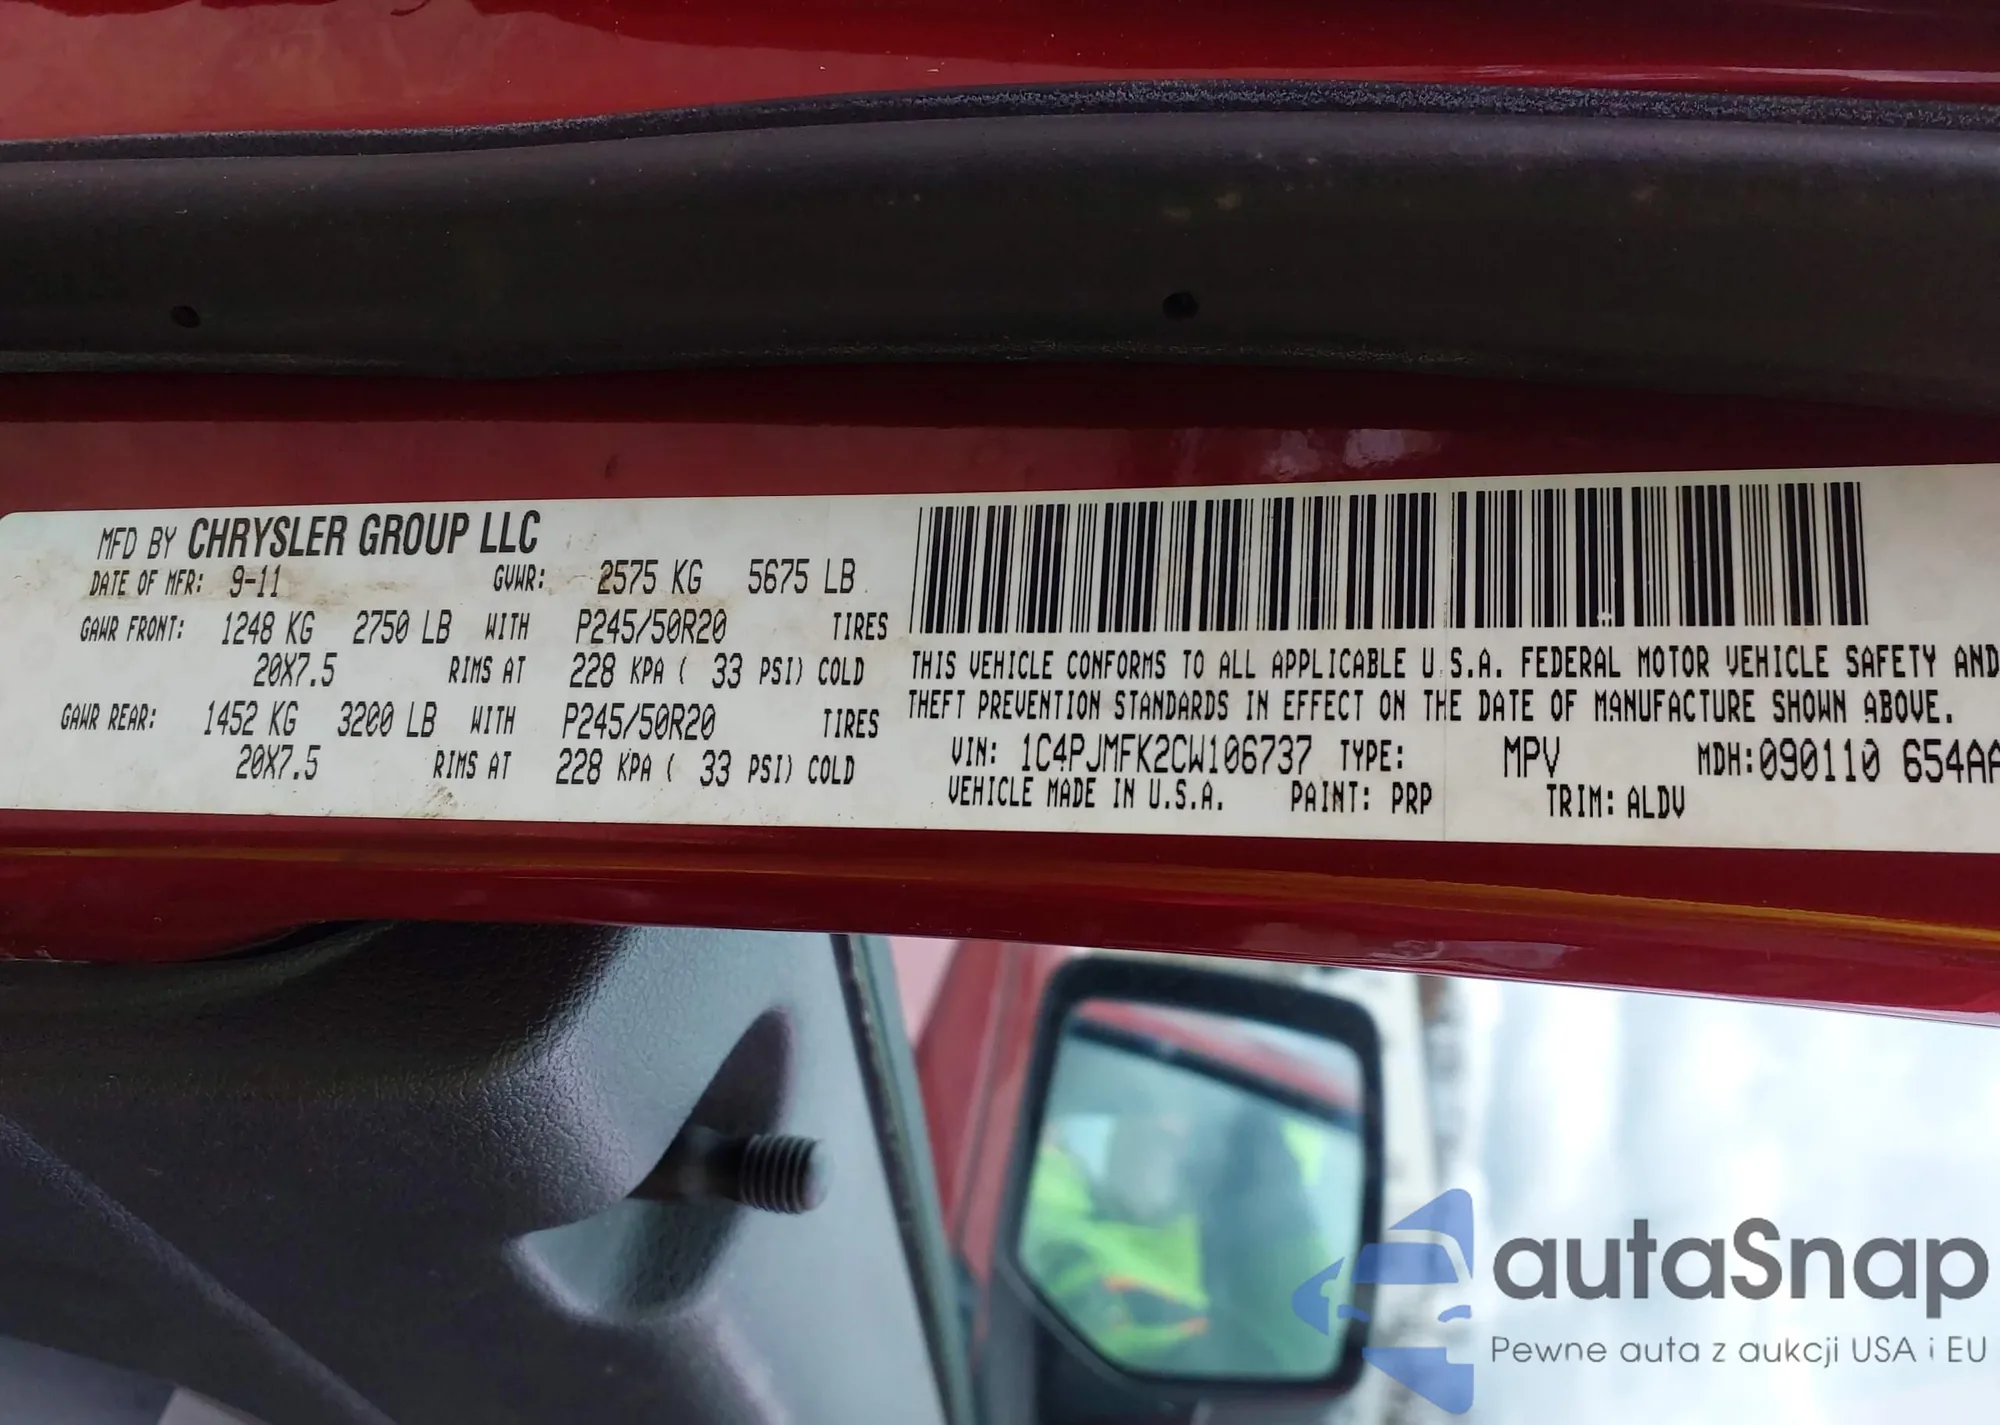 MFD BY CHRYSLER GROUP LLC
DATE OF MFR: 9-11 GVWR: 2575 KG 5675 LB
GAWR FRONT: 1248 KG 2750 LB WITH P245/50R20 TIRES
20X7.5 RIMS AT 228 KPA ( 33 PSI) COLD
GAWR REAR: 1452 KG 3200 LB WITH P245/50R20 TIRES
20X7.5 RIMS AT 228 KPA ( 33 PSI) COLD
THIS VEHICLE CONFORMS TO ALL APPLICABLE U.S.A. FEDERAL MOTOR VEHICLE SAFETY AND
THEFT PREVENTION STANDARDS IN EFFECT ON THE DATE OF MANUFACTURE SHOWN ABOVE.
VIN: 1C4PJMFK2CW106737 TYPE: MPV MDH:090110 654AA
VEHICLE MADE IN U.S.A. PAINT: PRP TRIM: ALDV
autaSnap
Pewne auta z aukcji USA i EU